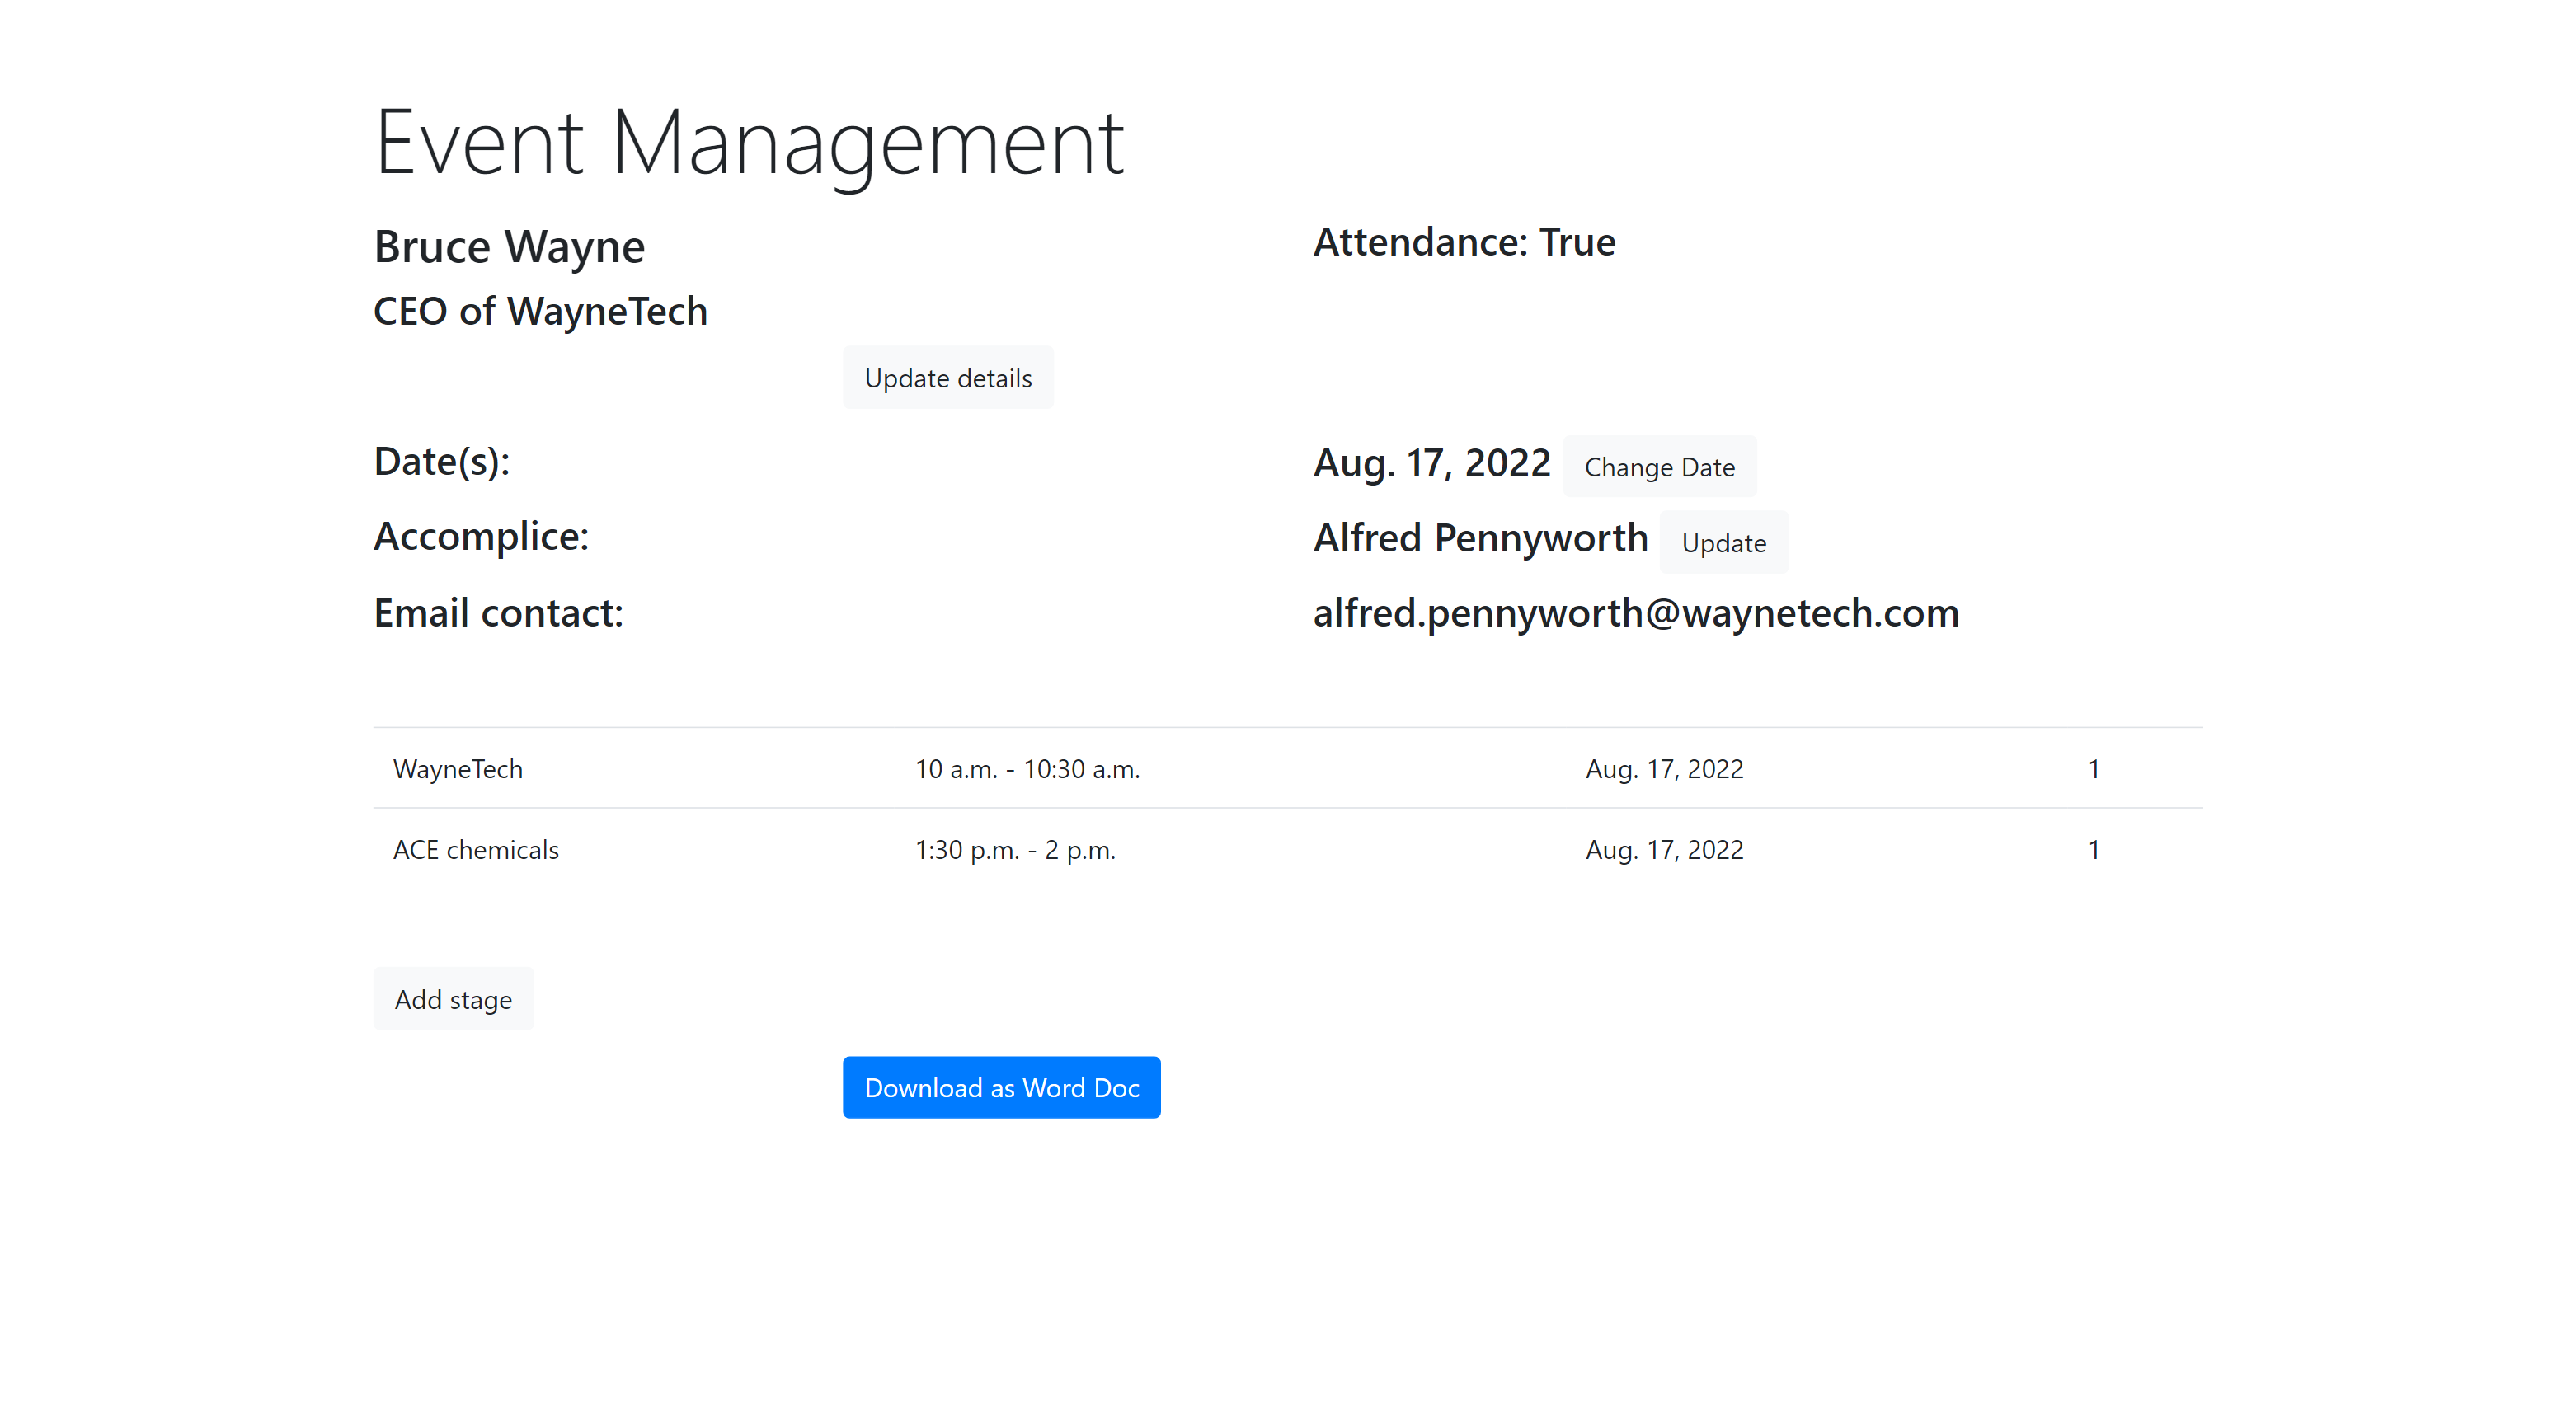 Event Management
Bruce Wayne
Attendance: True
CEO of WayneTech
Update details
Date(s):
Aug. 17, 2022 Change Date
Accomplice:
Alfred Pennyworth Update
Email contact:
alfred.pennyworth@waynetech.com
WayneTech 10 a.m. - 10:30 a.m. Aug. 17, 2022 1
ACE chemicals 1:30 p.m. - 2 p.m. Aug. 17, 2022 1
Add stage
Download as Word Doc